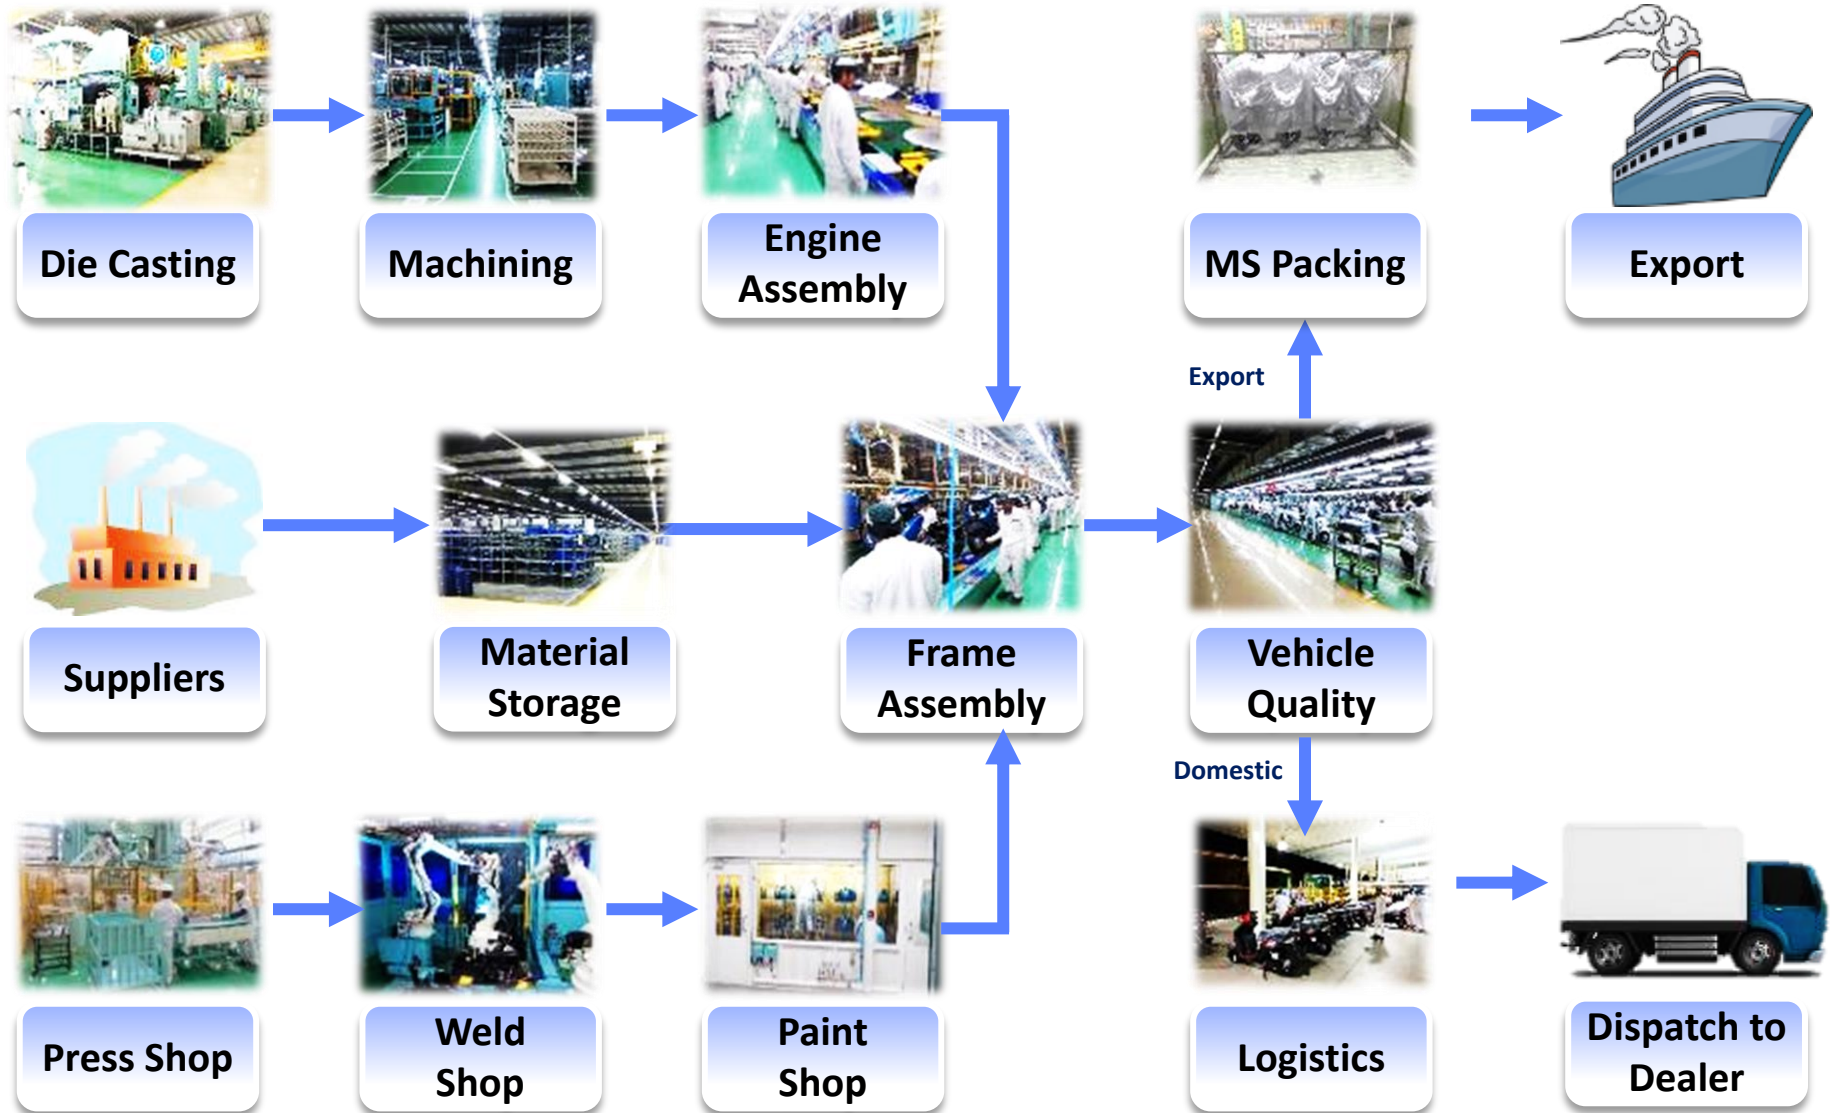 Die Casting
Machining
Engine
Assembly
MS Packing
Export
Export
Suppliers
Material
Storage
Frame
Assembly
Vehicle
Quality
Domestic
Press Shop
Weld
Shop
Paint
Shop
Logistics
Dispatch to
Dealer